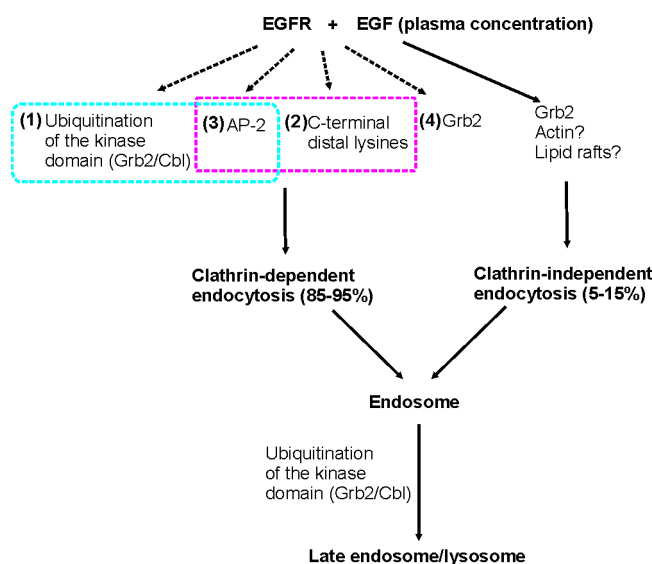 EGFR + EGF (plasma concentration)
(1) Ubiquitination
of the kinase
domain (Grb2/Cbl)
(3) AP-2
(2) C-terminal
distal lysines
(4) Grb2
Grb2
Actin?
Lipid rafts?
Clathrin-dependent
endocytosis (85-95%)
Clathrin-independent
endocytosis (5-15%)
Endosome
Ubiquitination
of the kinase
domain (Grb2/Cbl)
Late endosome/lysosome